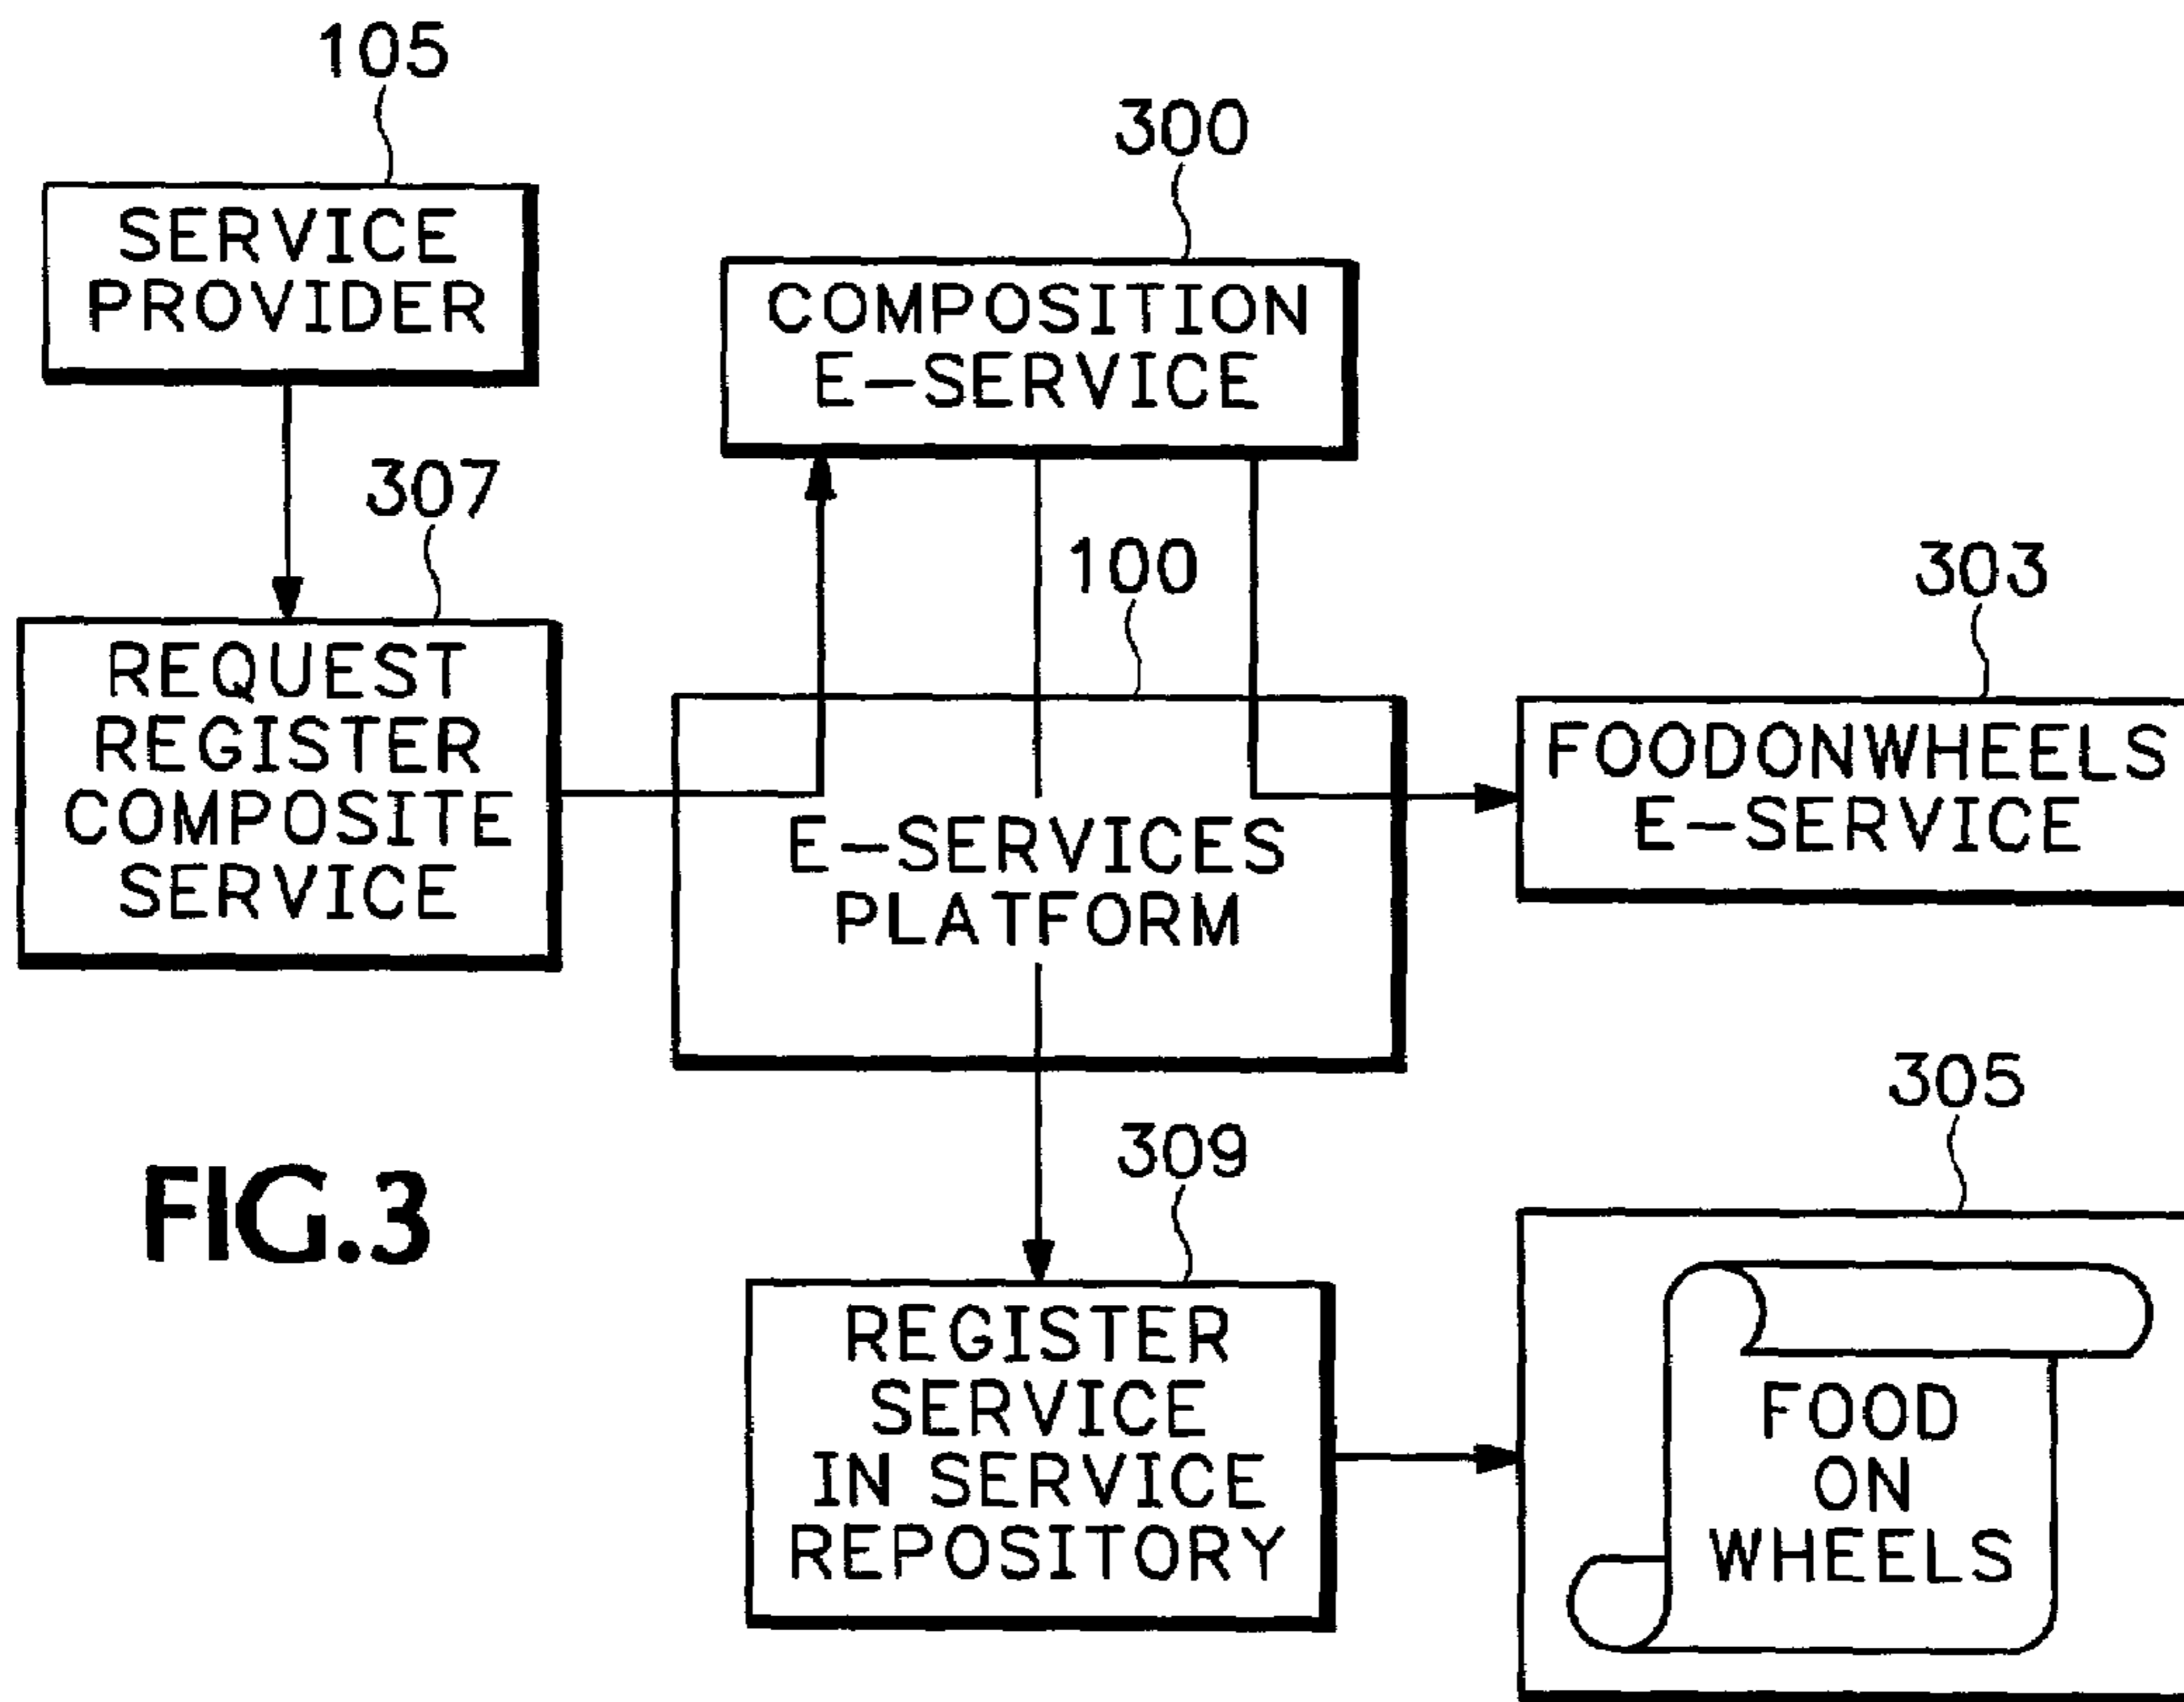 105
SERVICE
PROVIDER
300
COMPOSITION
E-SERVICE
307
REQUEST
REGISTER
COMPOSITE
SERVICE
100
E-SERVICES
PLATFORM
303
FOODONWHEELS
E-SERVICE
309
REGISTER
SERVICE
IN SERVICE
REPOSITORY
305
FOOD
ON
WHEELS
FIG.3